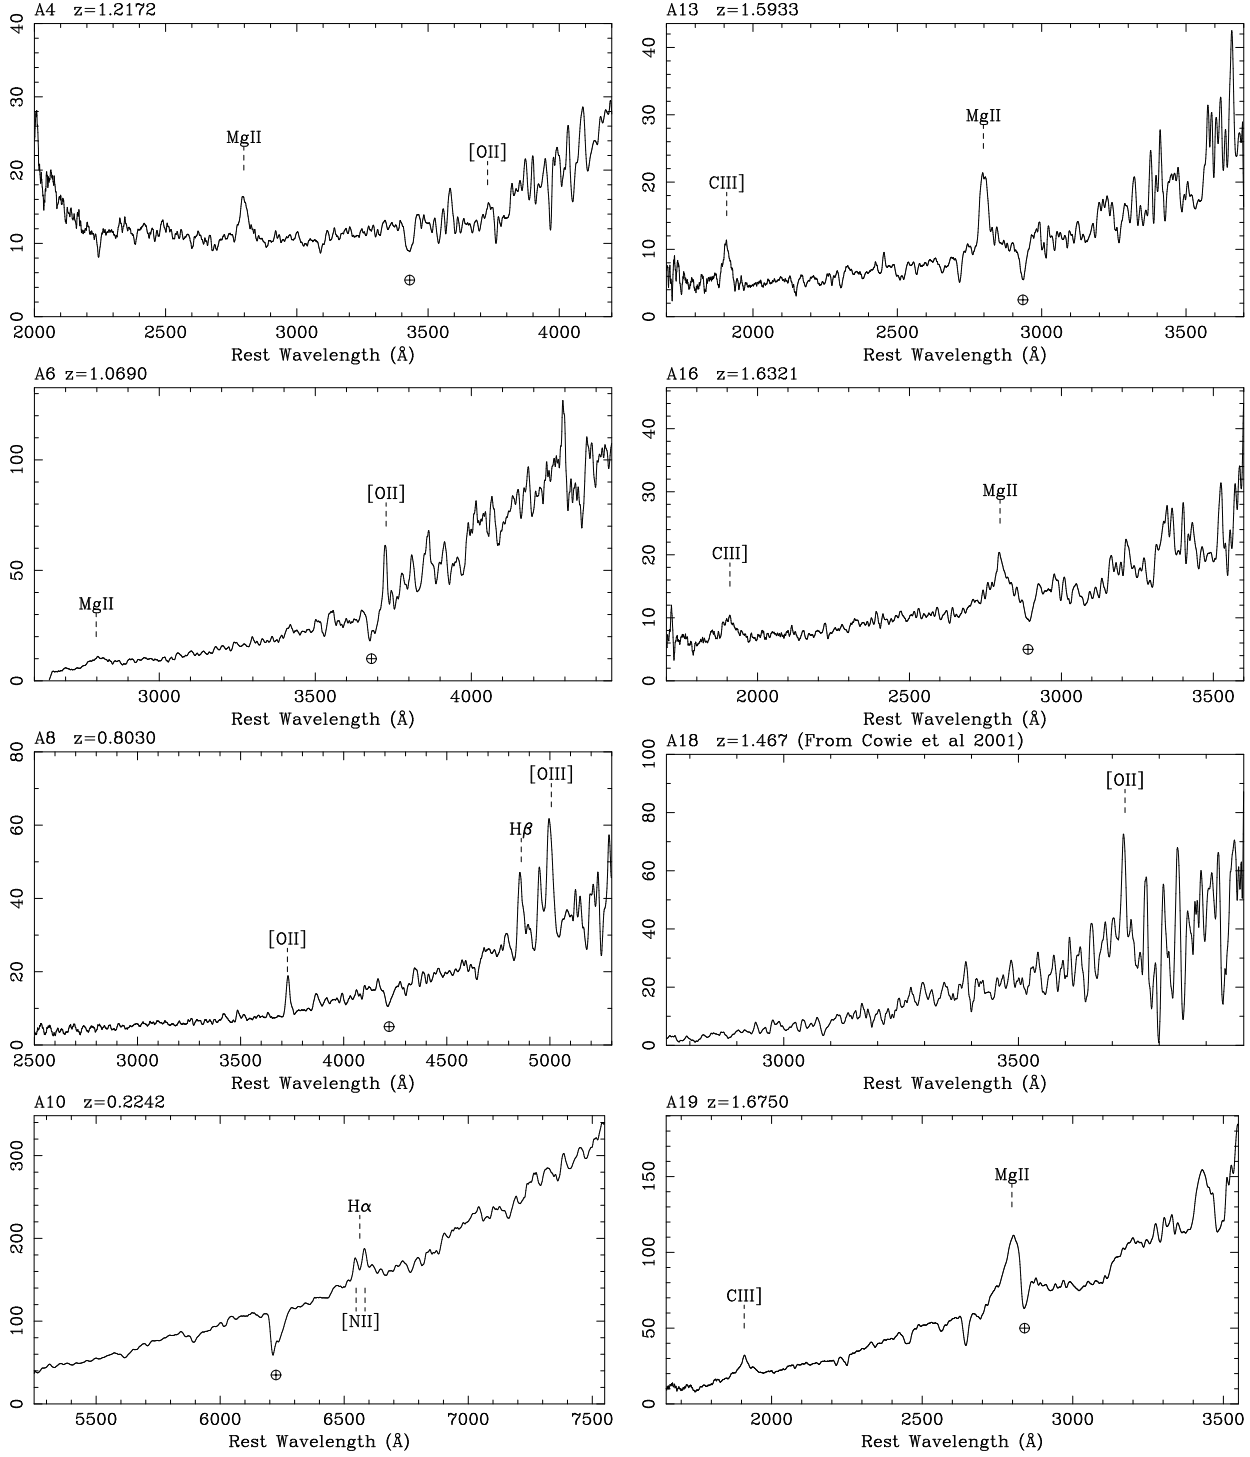 A4 z=1.2172
40
30
20
10
0
MgII
[OII]
⊕
2000 2500 3000 3500 4000
Rest Wavelength (Å)
A13 z=1.5933
40
30
20
10
0
CIII]
MgII
⊕
2000 2500 3000 3500
Rest Wavelength (Å)
A6 z=1.0690
100
50
0
MgII
[OII]
⊕
3000 3500 4000
Rest Wavelength (Å)
A16 z=1.6321
40
30
20
10
0
CIII]
MgII
⊕
2000 2500 3000 3500
Rest Wavelength (Å)
A8 z=0.8030
80
60
40
20
0
[OII]
Hβ
[OIII]
⊕
2500 3000 3500 4000 4500 5000
Rest Wavelength (Å)
A18 z=1.467 (From Cowie et al 2001)
100
80
60
40
20
0
[OII]
3000 3500
Rest Wavelength (Å)
A10 z=0.2242
300
200
100
0
Hα
[NII]
⊕
5500 6000 6500 7000 7500
Rest Wavelength (Å)
A19 z=1.6750
150
100
50
0
CIII]
MgII
⊕
2000 2500 3000 3500
Rest Wavelength (Å)